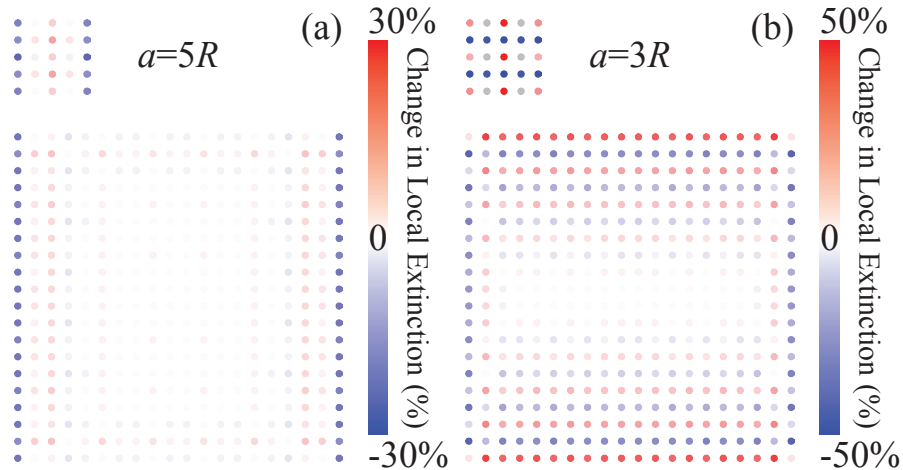 30%
(a)
a=5R
0
-30%
Change in Local Extinction (%)
50%
(b)
a=3R
0
-50%
Change in Local Extinction (%)